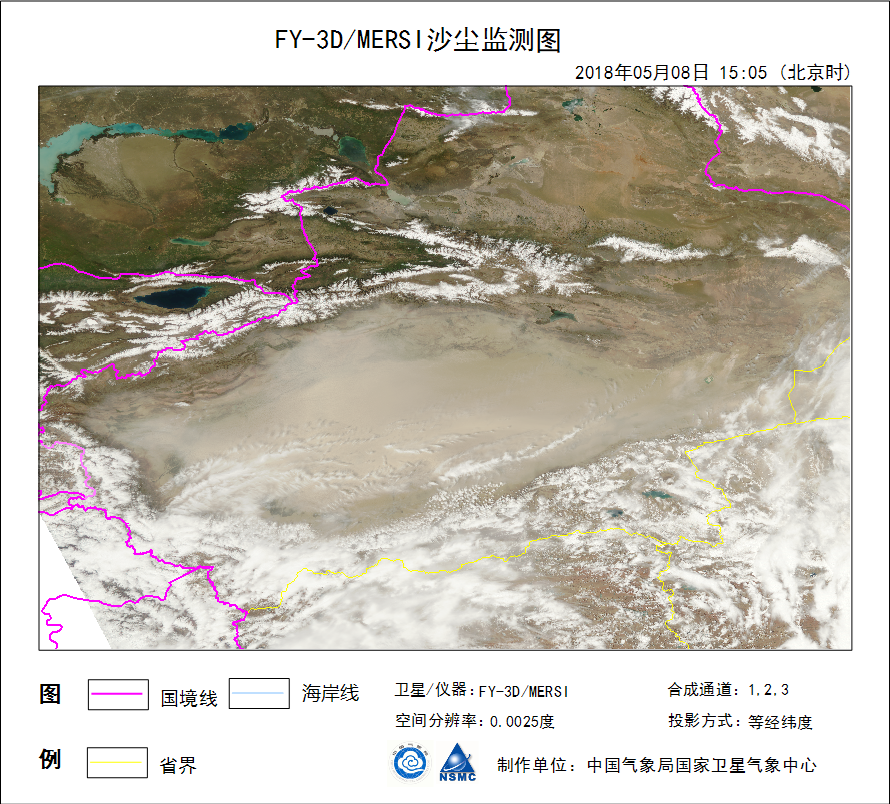 FY-3D/MERSI沙尘监测图
2018年05月08日 15:05 (北京时)
图 国境线 海岸线 卫星/仪器: FY-3D/MERSI 合成通道: 1,2,3
空间分辨率: 0.0025度 投影方式: 等经纬度
例 省界 NSMC 制作单位: 中国气象局国家卫星气象中心